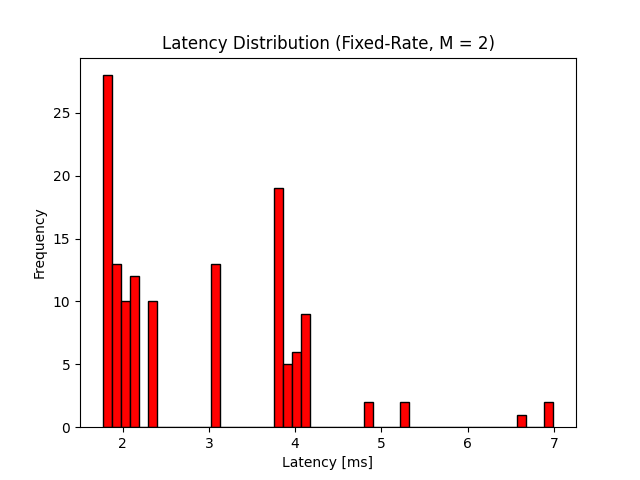 Latency Distribution (Fixed-Rate, M = 2)
Frequency
25
20
15
10
5
0
2 3 4 5 6 7
Latency [ms]